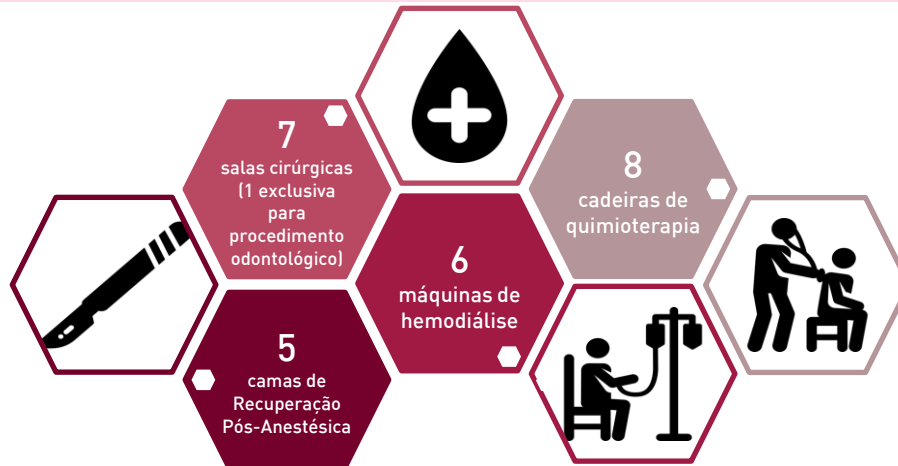 7
salas cirúrgicas
(1 exclusiva
para
procedimento
odontológico)
8
cadeiras de
quimioterapia
6
máquinas de
hemodiálise
5
camas de
Recuperação
Pós-Anestésica